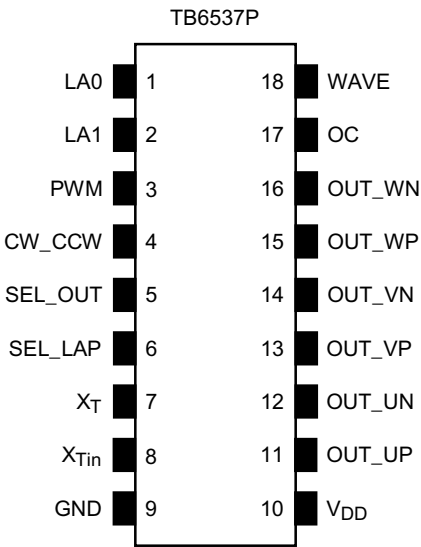 TB6537P
LA0 1 18 WAVE
LA1 2 17 OC
PWM 3 16 OUT_WN
CW_CCW 4 15 OUT_WP
SEL_OUT 5 14 OUT_VN
SEL_LAP 6 13 OUT_VP
XT 7 12 OUT_UN
XTin 8 11 OUT_UP
GND 9 10 VDD